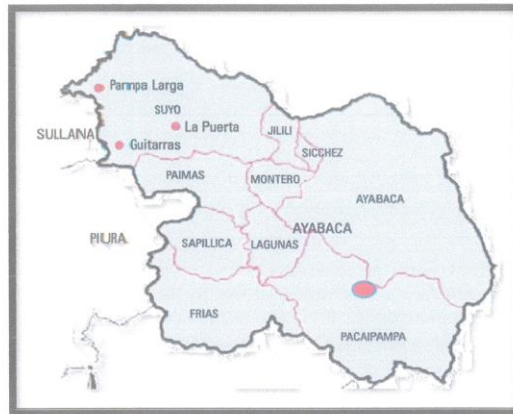 Pampa Larga
SUYO
La Puerta
SULLANA
Guitarras
JILILI
SICCHEZ
PAIMAS
MONTERO
AYABACA
PIURA
SAPILLICA
LAGUNAS
AYABACA
FRIAS
PACAIPAMPA